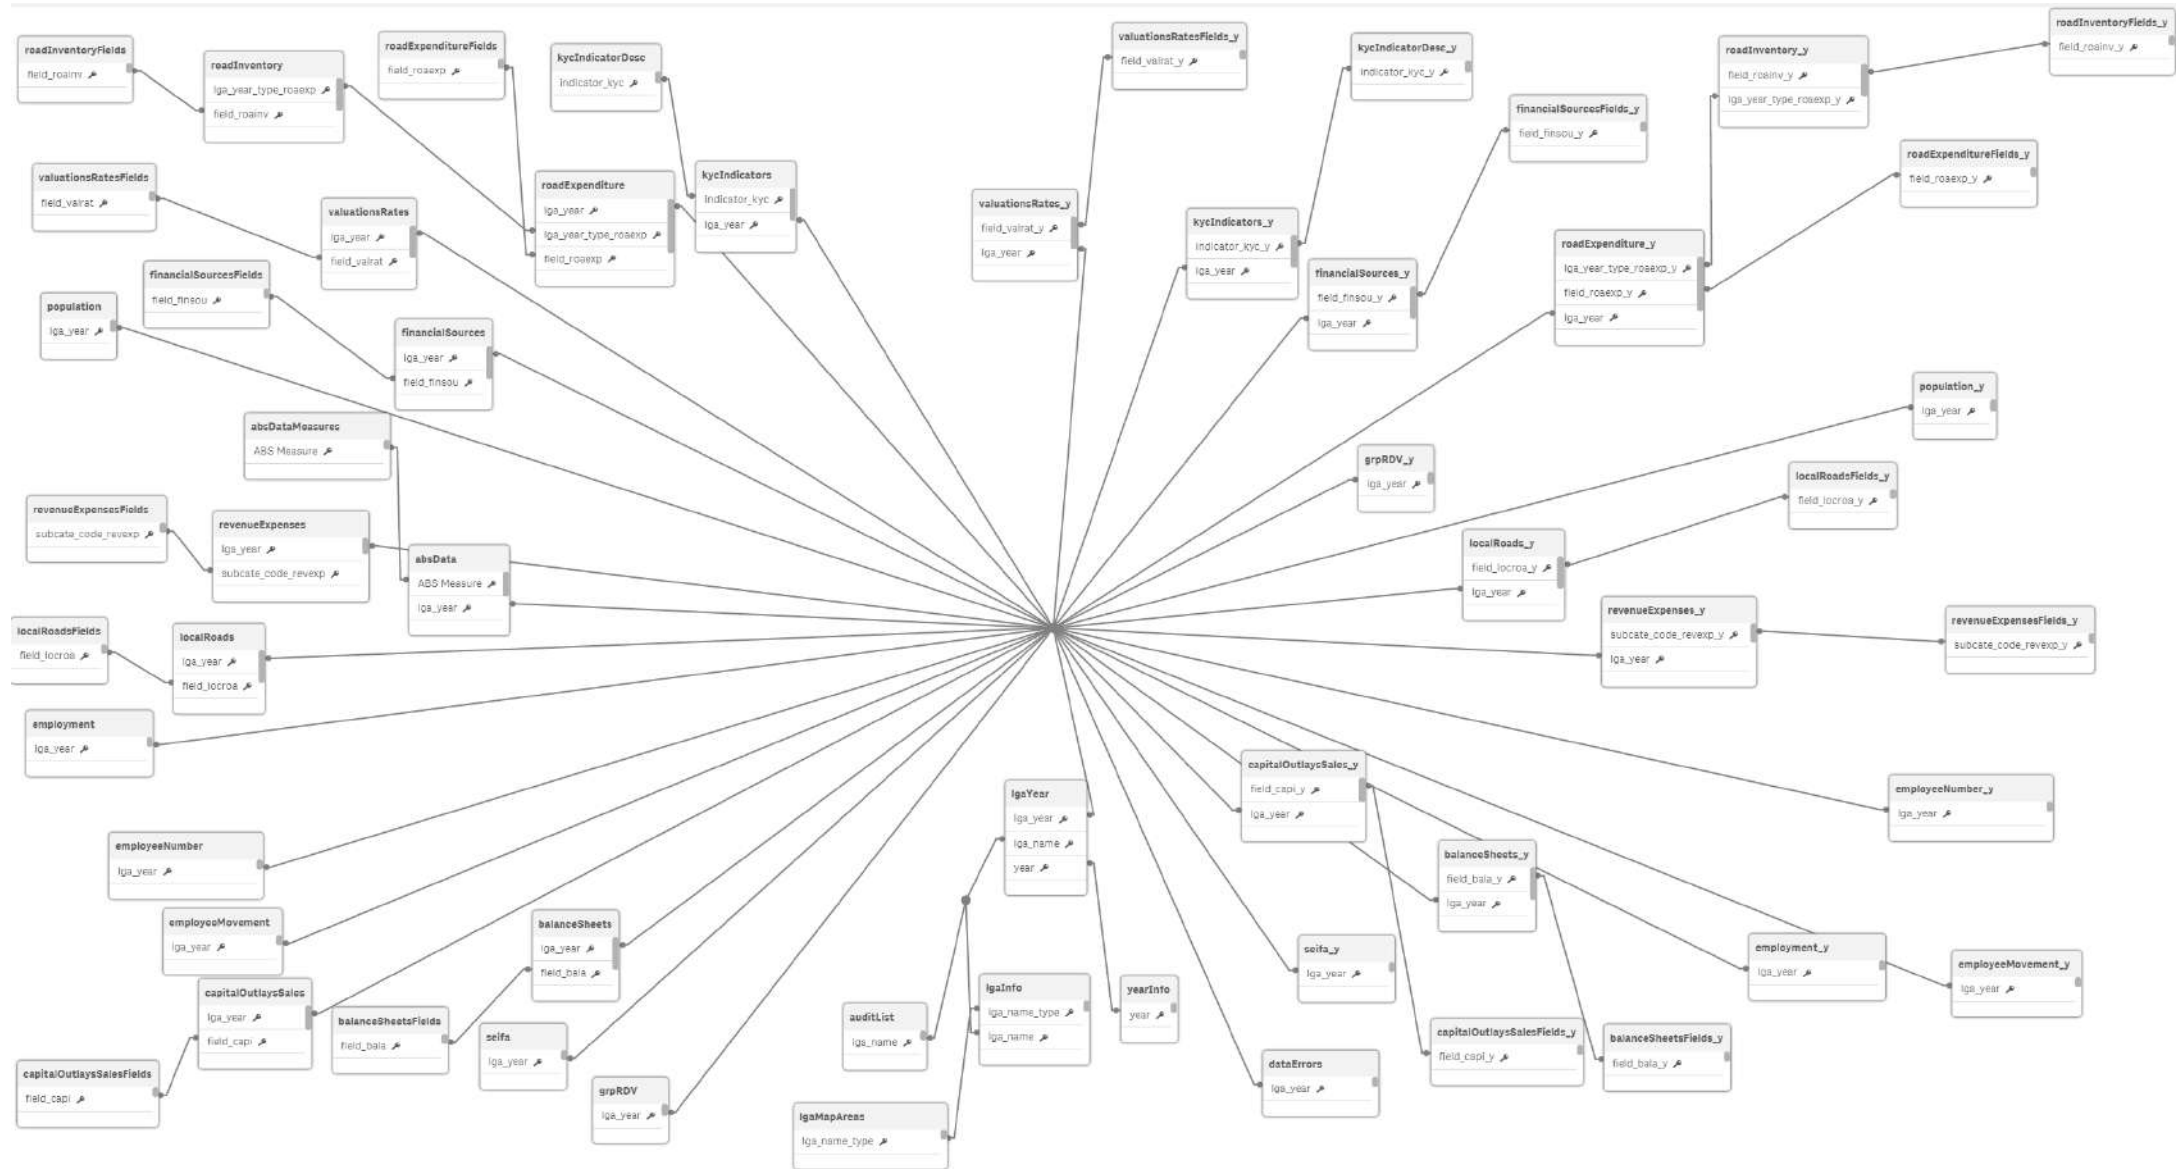 roadInventoryFields
field_roainv
roadInventory
lga_year_type_roaexp
field_roainv
roadExpenditureFields
field_roaexp
kycIndicatorDesc
indicator_kyc
valuationsRatesFields_y
field_valrat_y
kycIndicatorDesc_y
indicator_kyc_y
roadInventory_y
field_roainv_y
lga_year_type_roaexp_y
roadInventoryFields_y
field_roainv_y
financialSourcesFields_y
field_finsou_y
roadExpenditureFields_y
field_roaexp_y
valuationsRatesFields
field_valrat
valuationsRates
lga_year
field_valrat
roadExpenditure
lga_year
lga_year_type_roaexp
field_roaexp
kycIndicators
indicator_kyc
lga_year
valuationsRates_y
field_valrat_y
lga_year
kycIndicators_y
indicator_kyc_y
lga_year
financialSources_y
field_finsou_y
lga_year
roadExpenditure_y
lga_year_type_roaexp_y
field_roaexp_y
lga_year
financialSourcesFields
field_finsou
population
lga_year
financialSources
lga_year
field_finsou
population_y
lga_year
absDataMeasures
ABS Measure
grpRDV_y
lga_year
localRoadsFields_y
field_locroa_y
revenueExpensesFields
subcate_code_revexp
revenueExpenses
lga_year
subcate_code_revexp
absData
ABS Measure
lga_year
localRoads_y
field_locroa_y
lga_year
revenueExpenses_y
subcate_code_revexp_y
lga_year
revenueExpensesFields_y
subcate_code_revexp_y
localRoadsFields
field_locroa
localRoads
lga_year
field_locroa
employment
lga_year
capitalOutlaysSales_y
field_capi_y
lga_year
lgaYear
lga_year
lga_name
year
employeeNumber_y
lga_year
employeeNumber
lga_year
balanceSheets_y
field_bala_y
lga_year
employeeMovement
lga_year
balanceSheets
lga_year
field_bala
seifa_y
lga_year
employment_y
lga_year
employeeMovement_y
lga_year
capitalOutlaysSales
lga_year
field_capi
balanceSheetsFields
field_bala
seifa
lga_year
auditList
lga_name
lgaInfo
lga_name_type
lga_name
yearInfo
year
capitalOutlaysSalesFields_y
field_capi_y
balanceSheetsFields_y
field_bala_y
capitalOutlaysSalesFields
field_capi
grpRDV
lga_year
dataErrors
lga_year
lgaMapAreas
lga_name_type